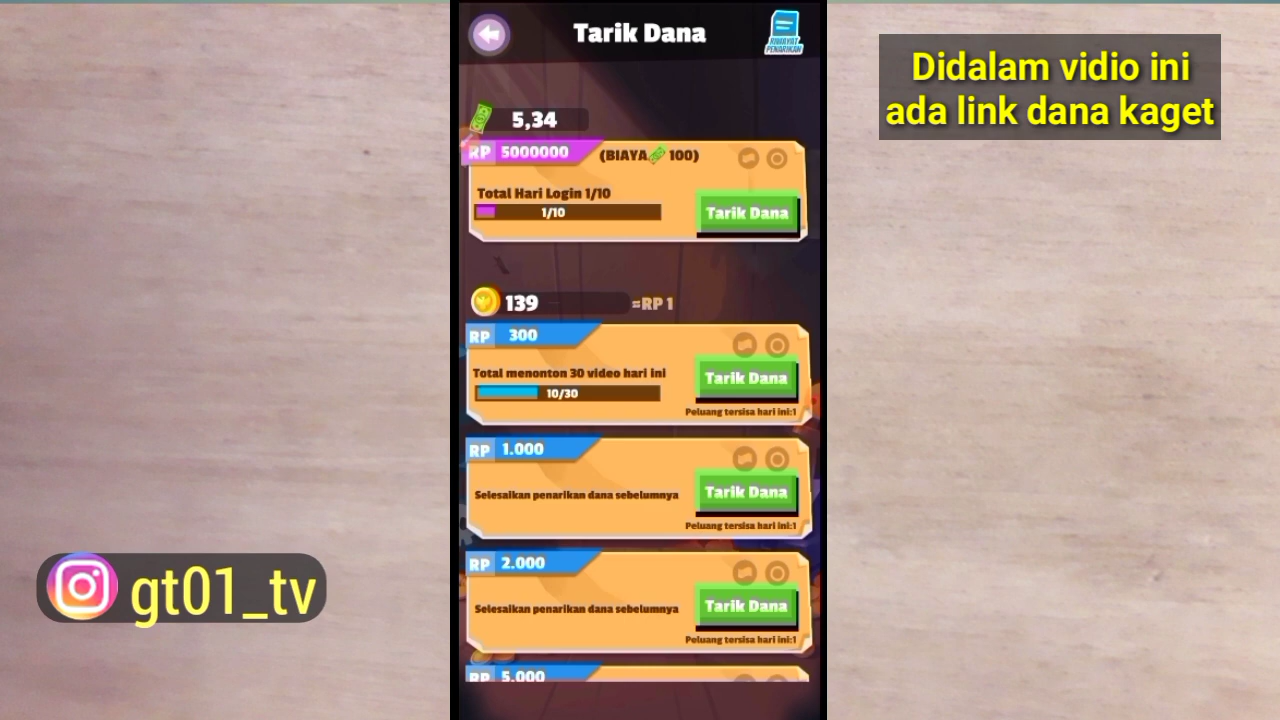 Tarik Dana
RIWAYAT
PENARIKAN
Didalam vidio ini
ada link dana kaget
5,34
RP 5000000 (BIAYA 100)
Total Hari Login 1/10
1/10
Tarik Dana
139 =RP 1
RP 300
Total menonton 30 video hari ini
10/30
Tarik Dana
Peluang tersisa hari ini:1
RP 1.000
Selesaikan penarikan dana sebelumnya
Tarik Dana
Peluang tersisa hari ini:1
RP 2.000
Selesaikan penarikan dana sebelumnya
Tarik Dana
Peluang tersisa hari ini:1
RP 5.000
gt01_tv